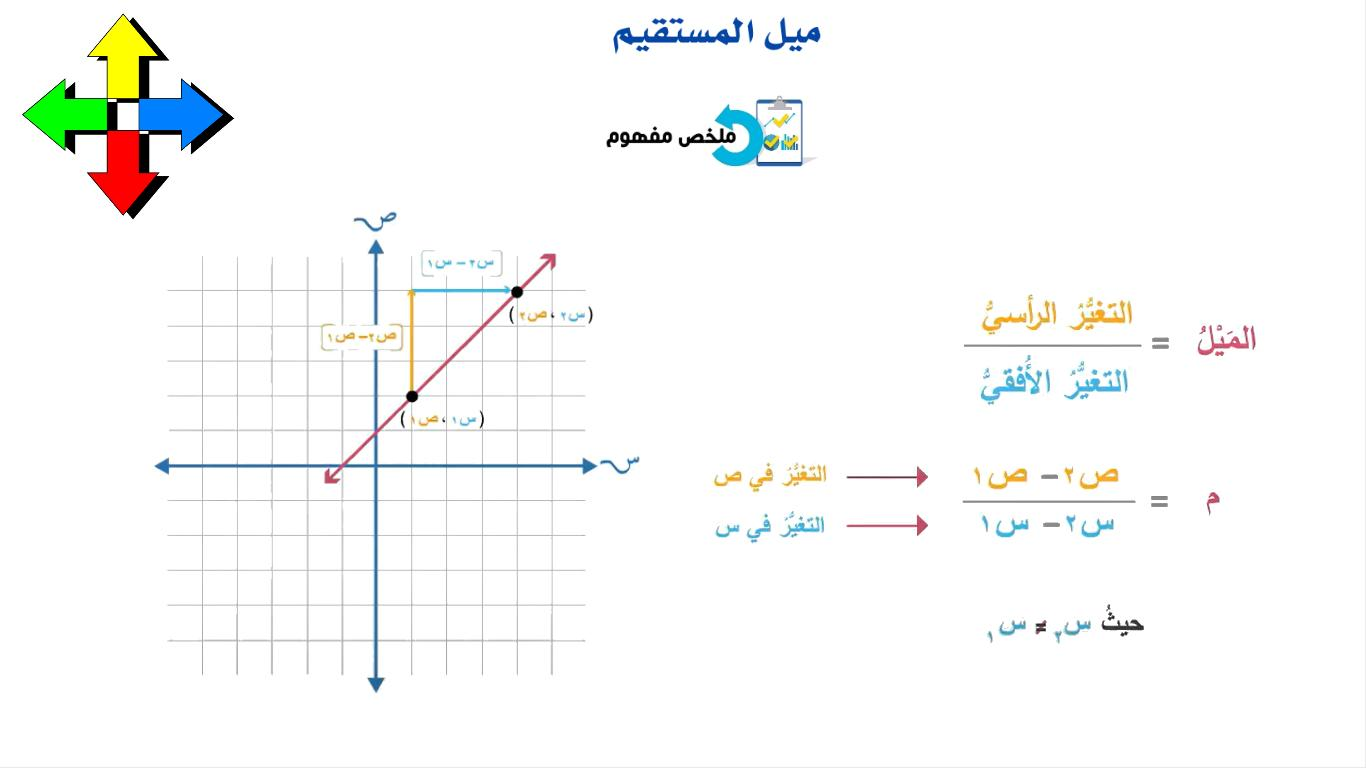 ميل المستقيم
ملخص مفهوم
المَيْلُ = التغيُّرُ الرأسيُّ
التغيُّرُ الأُفقيُّ
م = ص٢ – ص١
س٢ – س١
التغيُّرَ في ص
التغيُّرَ في س
حيثُ س٢ ≠ س١
ص
س٢ – س١
(س٢ ، ص٢)
ص٢ – ص١
(س١ ، ص١)
س